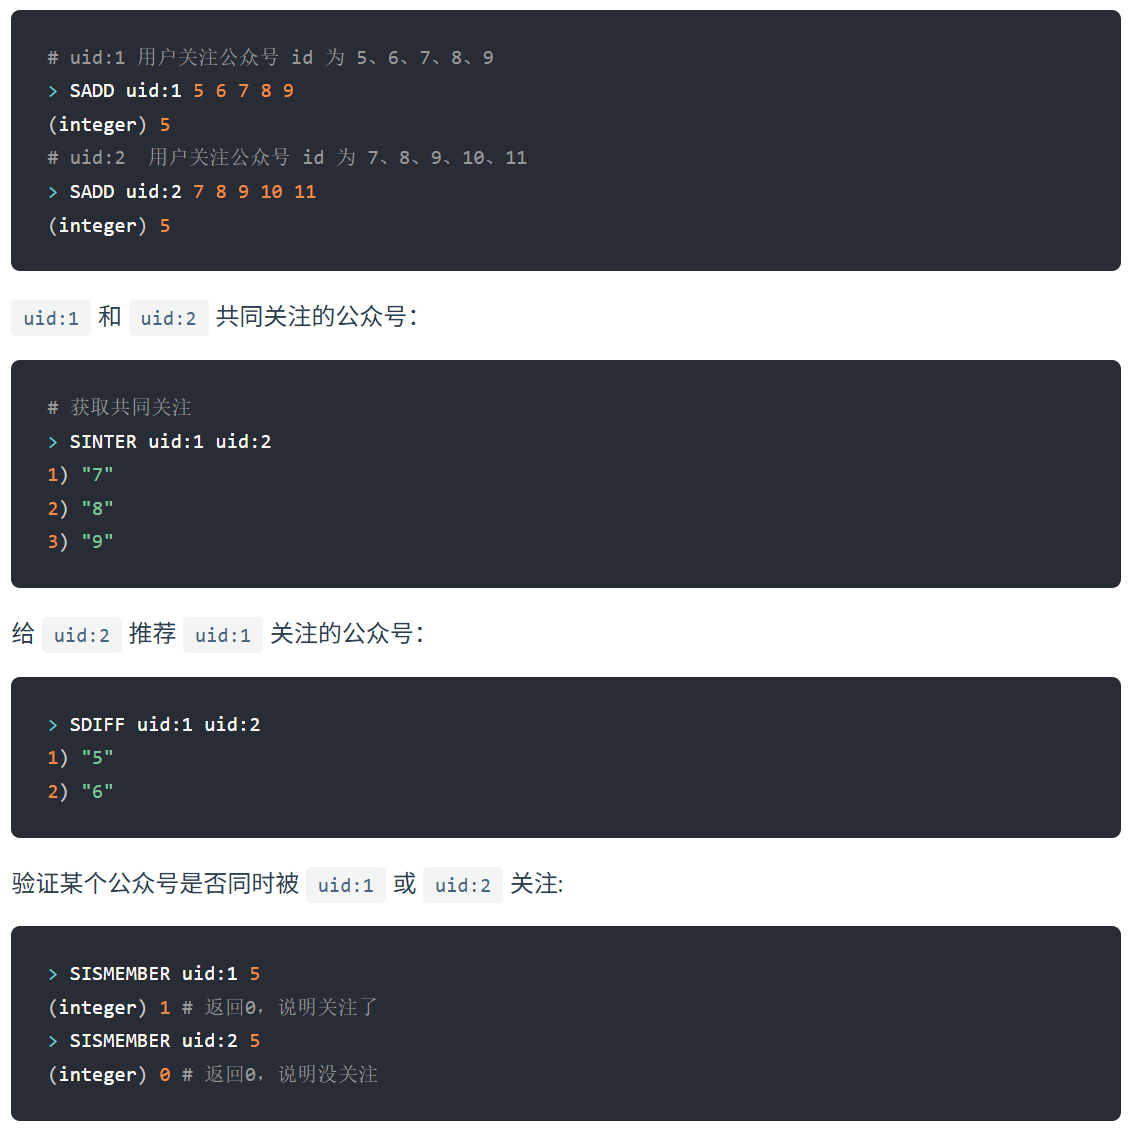 # uid:1 用户关注公众号 id 为 5、6、7、8、9
> SADD uid:1 5 6 7 8 9
(integer) 5
# uid:2  用户关注公众号 id 为 7、8、9、10、11
> SADD uid:2 7 8 9 10 11
(integer) 5
uid:1 和 uid:2 共同关注的公众号：
# 获取共同关注
> SINTER uid:1 uid:2
1) "7"
2) "8"
3) "9"
给 uid:2 推荐 uid:1 关注的公众号：
> SDIFF uid:1 uid:2
1) "5"
2) "6"
验证某个公众号是否同时被 uid:1 或 uid:2 关注:
> SISMEMBER uid:1 5
(integer) 1 # 返回0，说明关注了
> SISMEMBER uid:2 5
(integer) 0 # 返回0，说明没关注